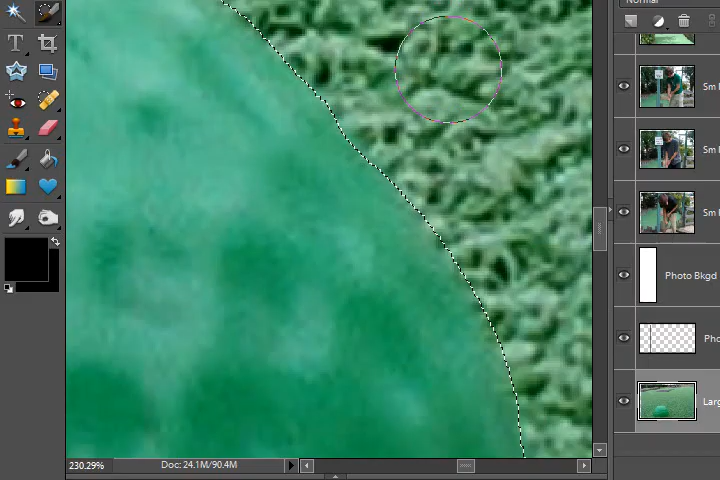 Normal
T
Sm
Sm
Sm
Photo Bkgd
Pho
Larg
230.29%
Doc: 24.1M/90.4M